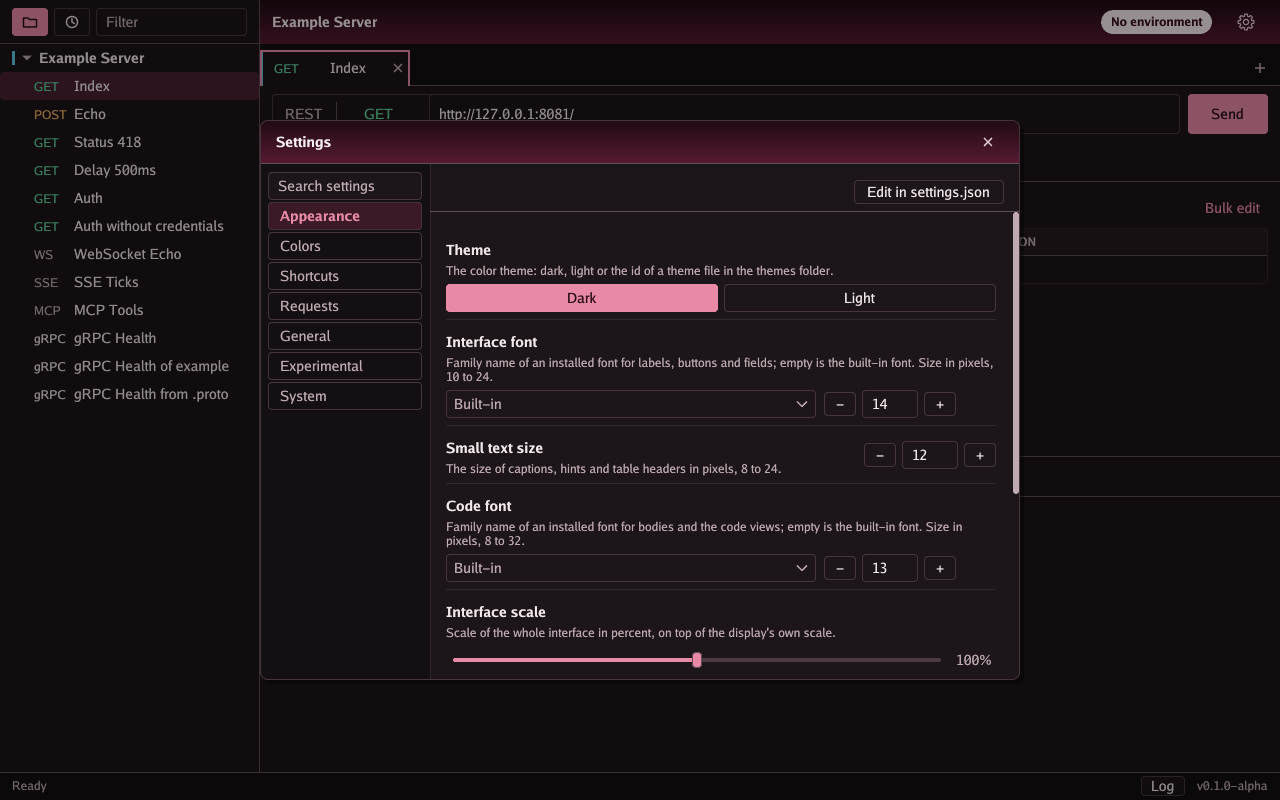 Filter
Example Server
No environment
Example Server
GET Index
POST Echo
GET Status 418
GET Delay 500ms
GET Auth
GET Auth without credentials
WS WebSocket Echo
SSE SSE Ticks
MCP MCP Tools
gRPC gRPC Health
gRPC gRPC Health of example
gRPC gRPC Health from .proto
GET Index
REST GET http://127.0.0.1:8081/
Send
Bulk edit
ON
Settings
Search settings
Appearance
Colors
Shortcuts
Requests
General
Experimental
System
Edit in settings.json
Theme
The color theme: dark, light or the id of a theme file in the themes folder.
Dark Light
Interface font
Family name of an installed font for labels, buttons and fields; empty is the built-in font. Size in pixels,
10 to 24.
Built-in − 14 +
Small text size
The size of captions, hints and table headers in pixels, 8 to 24.
− 12 +
Code font
Family name of an installed font for bodies and the code views; empty is the built-in font. Size in
pixels, 8 to 32.
Built-in − 13 +
Interface scale
Scale of the whole interface in percent, on top of the display's own scale.
100%
Ready
Log v0.1.0-alpha